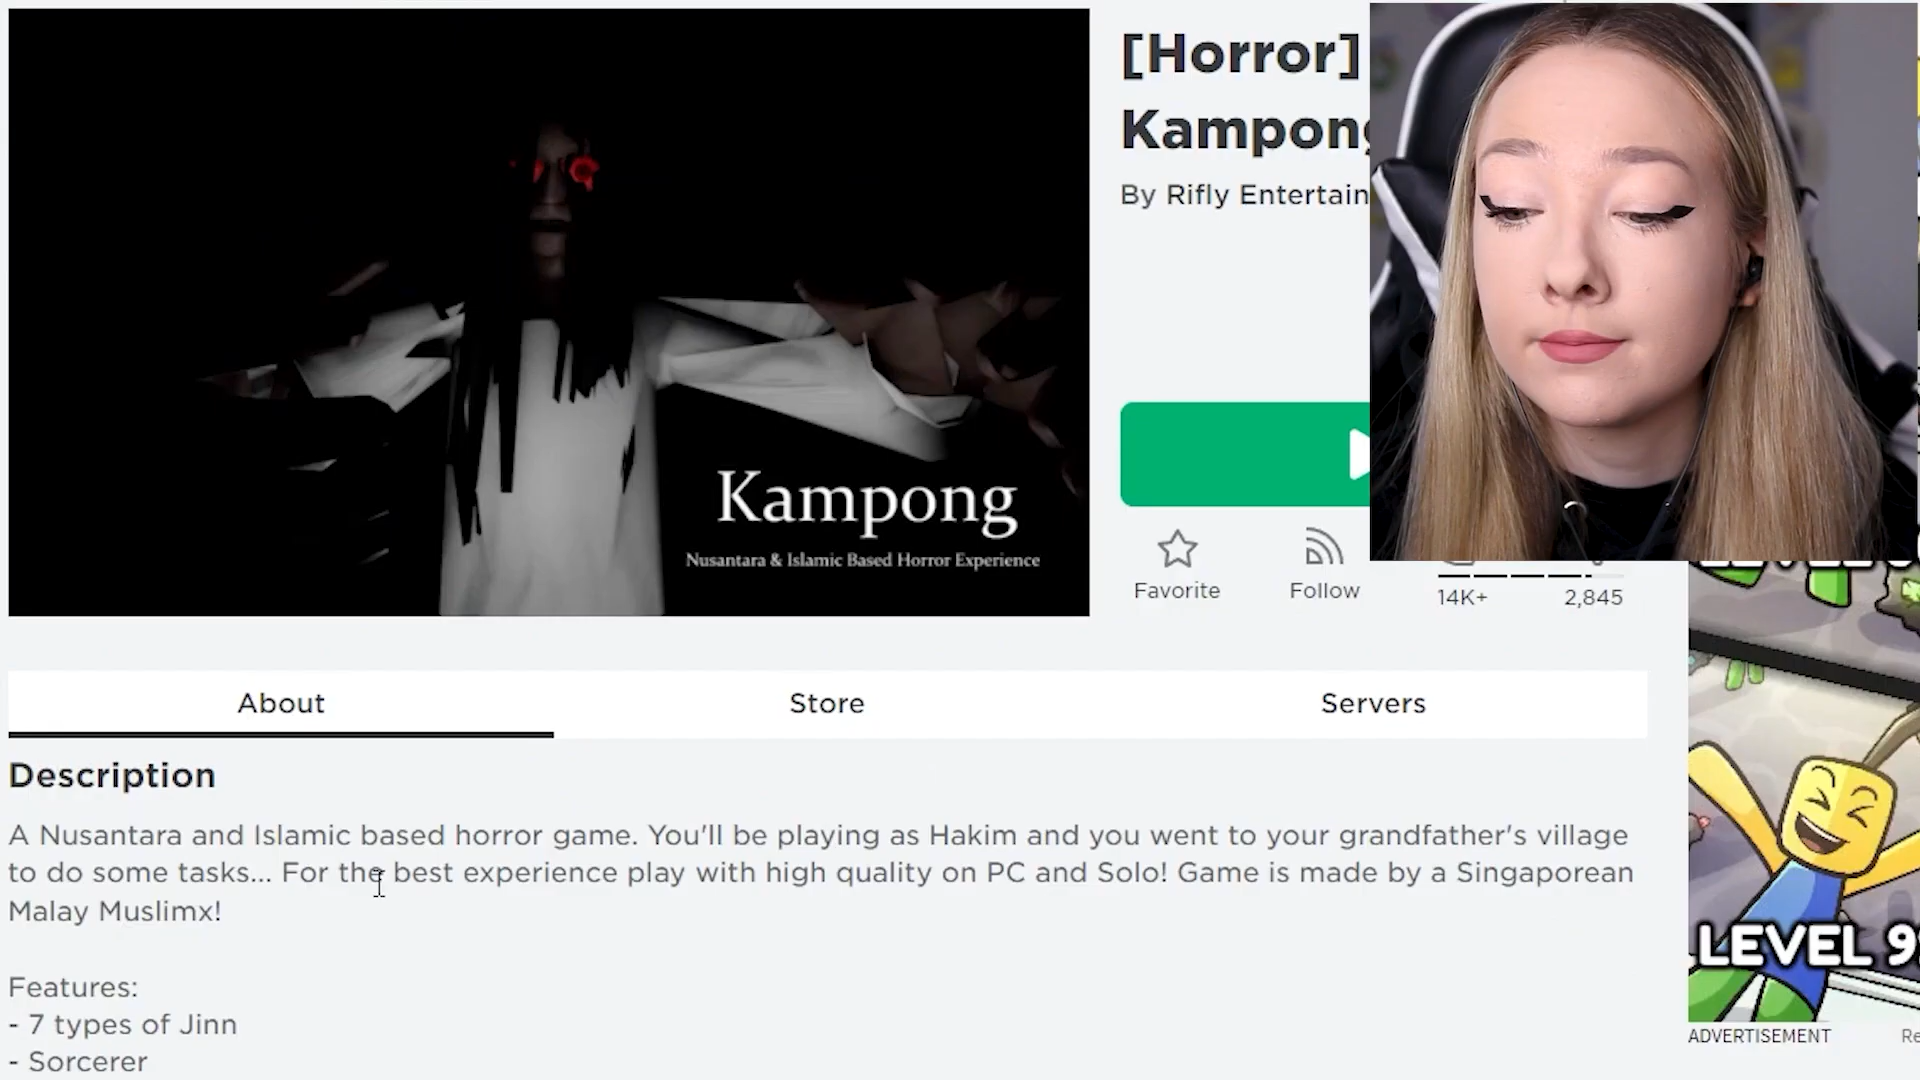 [Horror]
Kampong
By Rifly Entertain
Kampong
Nusantara & Islamic Based Horror Experience
Favorite
Follow
14K+
2,845
About
Store
Servers
Description
A Nusantara and Islamic based horror game. You'll be playing as Hakim and you went to your grandfather's village
to do some tasks... For the best experience play with high quality on PC and Solo! Game is made by a Singaporean
Malay Muslimx!
Features:
- 7 types of Jinn
- Sorcerer
LEVEL 9
ADVERTISEMENT
Re